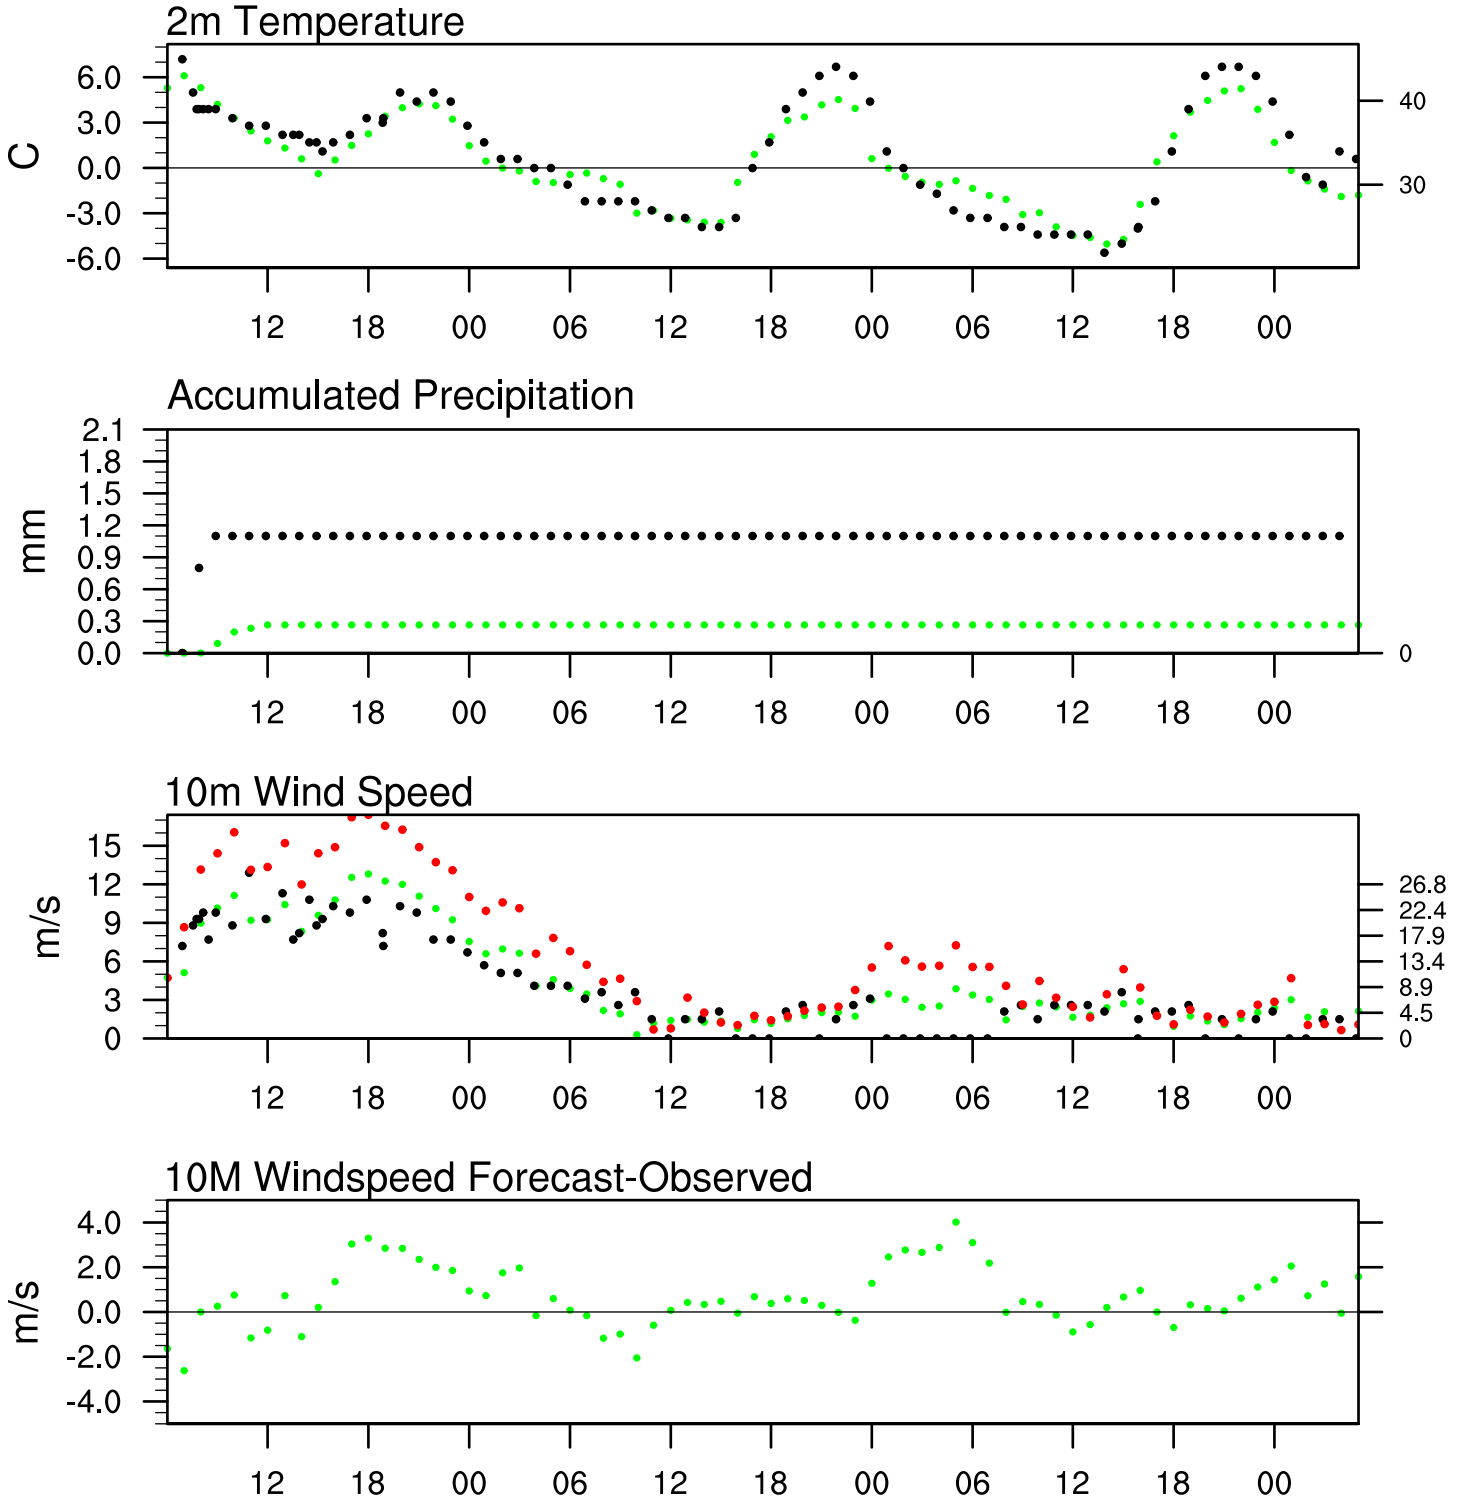 2m Temperature
6.0
3.0
0.0
-3.0
-6.0
C
40
30
12 18 00 06 12 18 00 06 12 18 00
Accumulated Precipitation
2.1
1.8
1.5
1.2
0.9
0.6
0.3
0.0
mm
0
12 18 00 06 12 18 00 06 12 18 00
10m Wind Speed
15
12
9
6
3
0
m/s
26.8
22.4
17.9
13.4
8.9
4.5
0
12 18 00 06 12 18 00 06 12 18 00
10M Windspeed Forecast-Observed
4.0
2.0
0.0
-2.0
-4.0
m/s
12 18 00 06 12 18 00 06 12 18 00